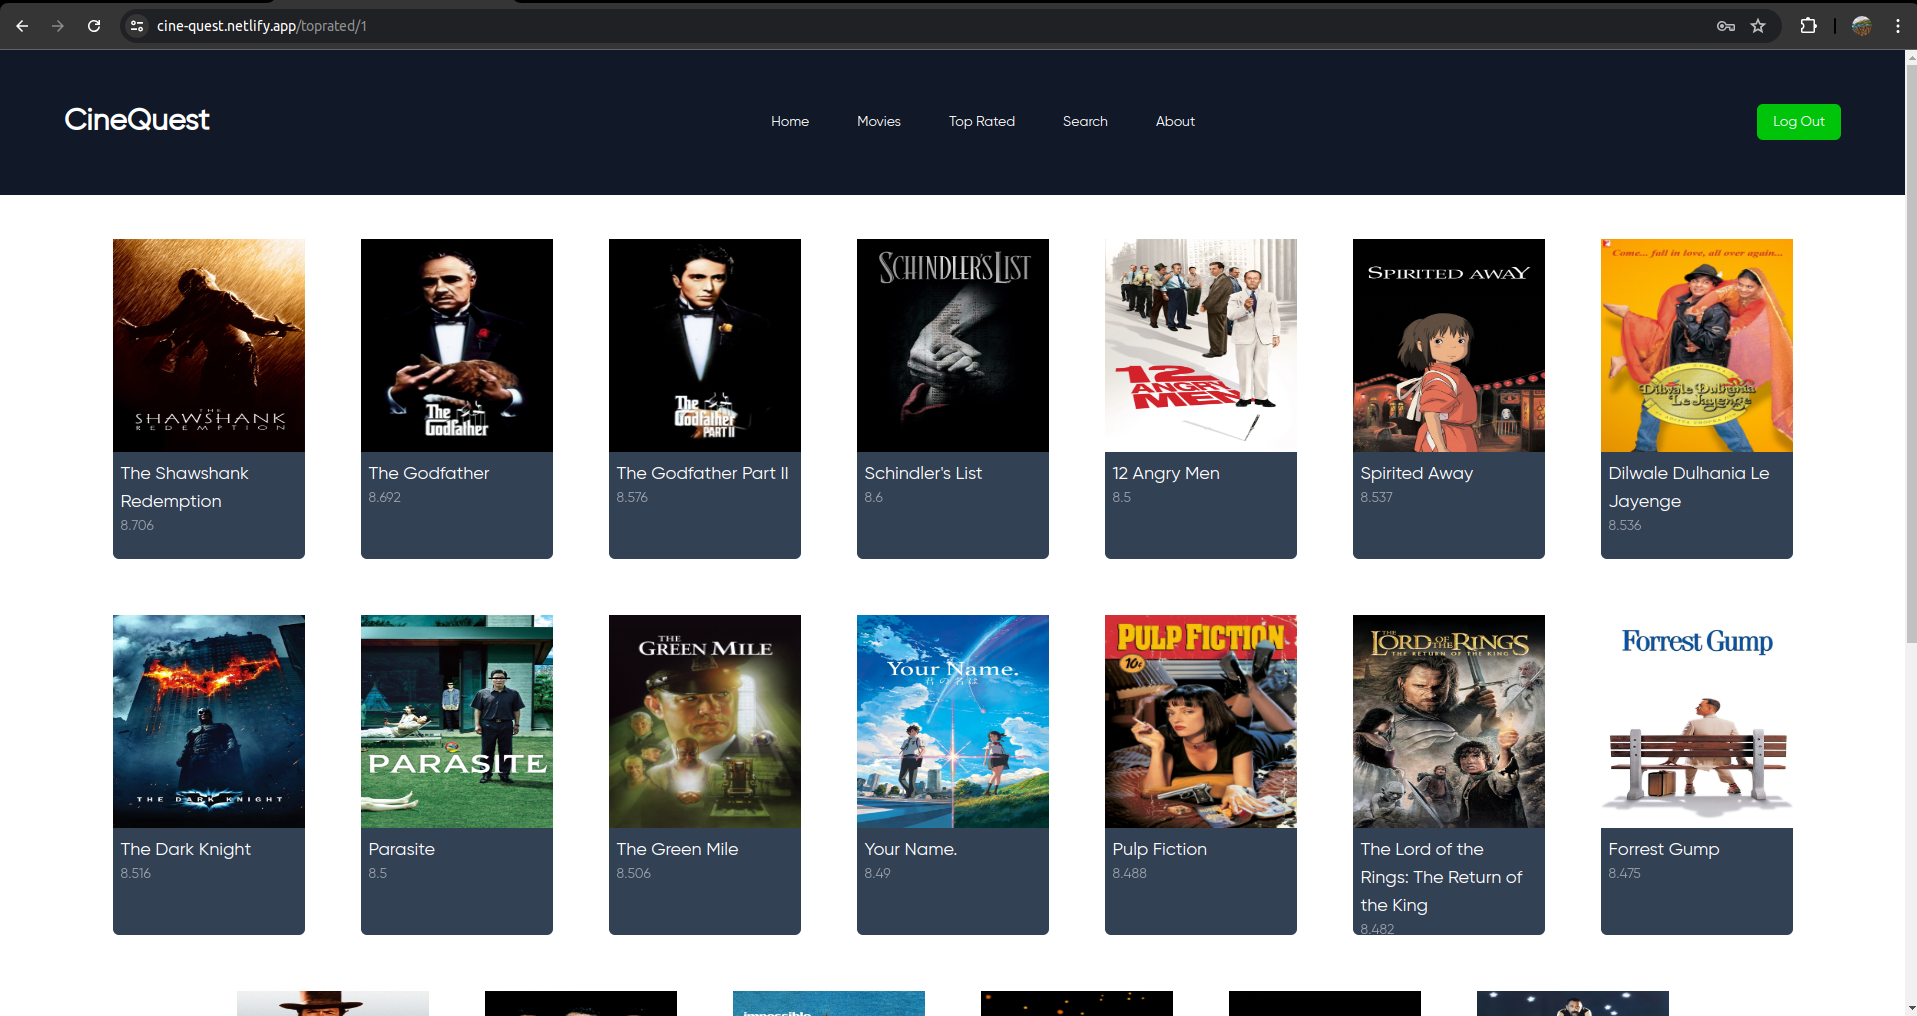 cine-quest.netlify.app/toprated/1
CineQuest
Home Movies Top Rated Search About
Log Out
THE
SHAWSHANK
REDEMPTION
The
Godfather
The
Godfather
PART II
SCHINDLER'S LIST
12
ANGRY
MEN
SPIRITED AWAY
Come... fall in love, all over again...
Dilwale Dulhania
Le Jayenge
The Shawshank
Redemption
8.706
The Godfather
8.692
The Godfather Part II
8.576
Schindler's List
8.6
12 Angry Men
8.5
Spirited Away
8.537
Dilwale Dulhania Le
Jayenge
8.536
THE DARK KNIGHT
PARASITE
THE
GREEN MILE
Your Name.
君の名は
PULP FICTION
10¢
THE
LORD OF THE RINGS
THE RETURN OF THE KING
Forrest Gump
The Dark Knight
8.516
Parasite
8.5
The Green Mile
8.506
Your Name.
8.49
Pulp Fiction
8.488
The Lord of the
Rings: The Return of
the King
8.482
Forrest Gump
8.475
impossible